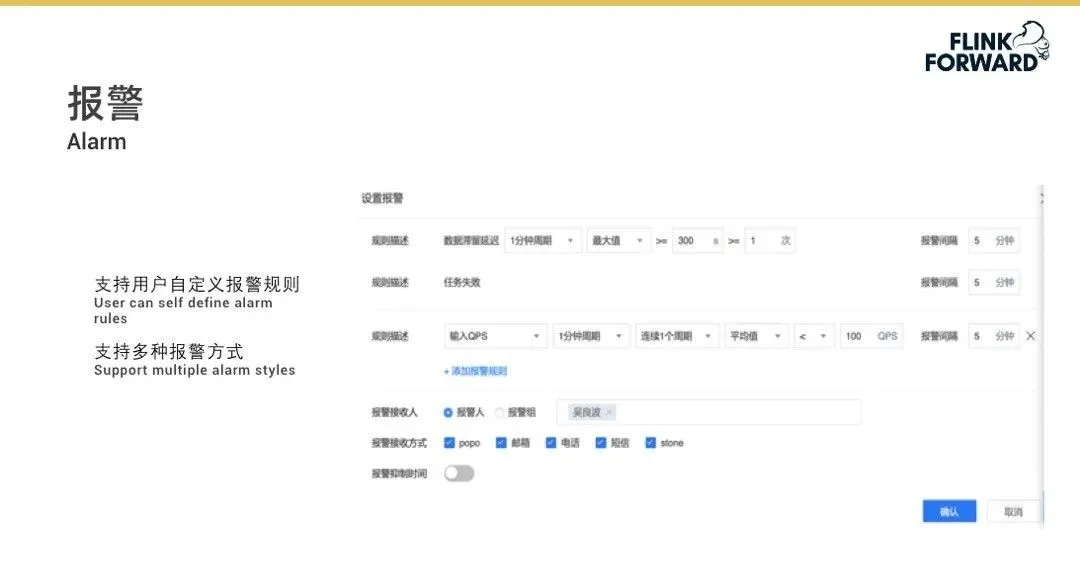 FLINK
FORWARD
报警
Alarm
设置报警
规则描述 数据滞留延迟 1分钟周期 最大值 >= 300 s >= 1 次 报警间隔 5 分钟
支持用户自定义报警规则
User can self define alarm
rules
规则描述 任务失败 报警间隔 5 分钟
支持多种报警方式
Support multiple alarm styles
规则描述 输入QPS 1分钟周期 连续1个周期 平均值 < 100 QPS 报警间隔 5 分钟
+ 添加报警规则
报警接收人 报警人 报警组 吴良波 ×
报警接收方式 popo 邮箱 电话 短信 stone
报警抑制时间
确认 取消